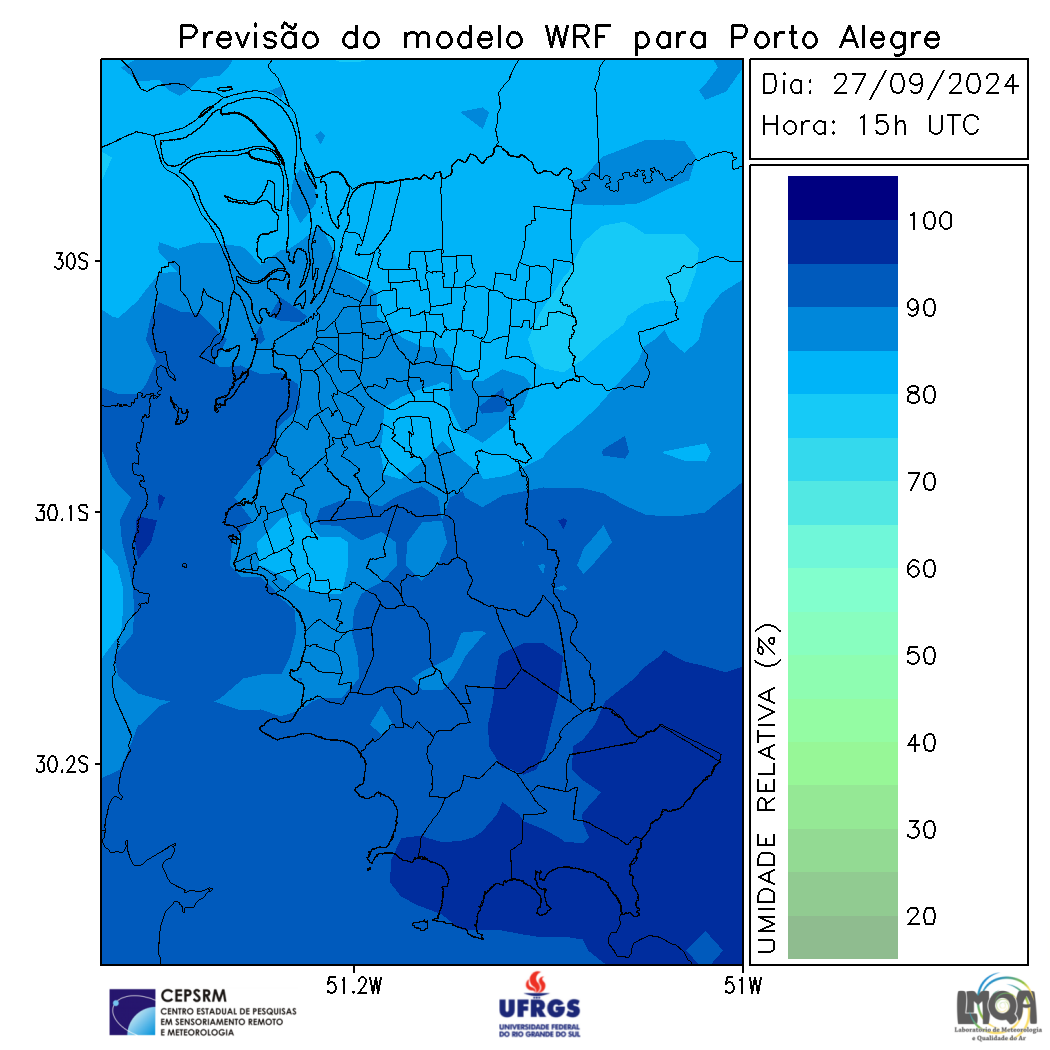 Previsão do modelo WRF para Porto Alegre
Dia: 27/09/2024
Hora: 15h UTC
30S
30.1S
30.2S
51.2W
51W
UMIDADE RELATIVA (%)
100
90
80
70
60
50
40
30
20
CEPSRM
CENTRO ESTADUAL DE PESQUISAS
EM SENSORIAMENTO REMOTO
E METEOROLOGIA
UFRGS
UNIVERSIDADE FEDERAL
DO RIO GRANDE DO SUL
LMQA
Laboratório de Meteorologia
e Qualidade do Ar